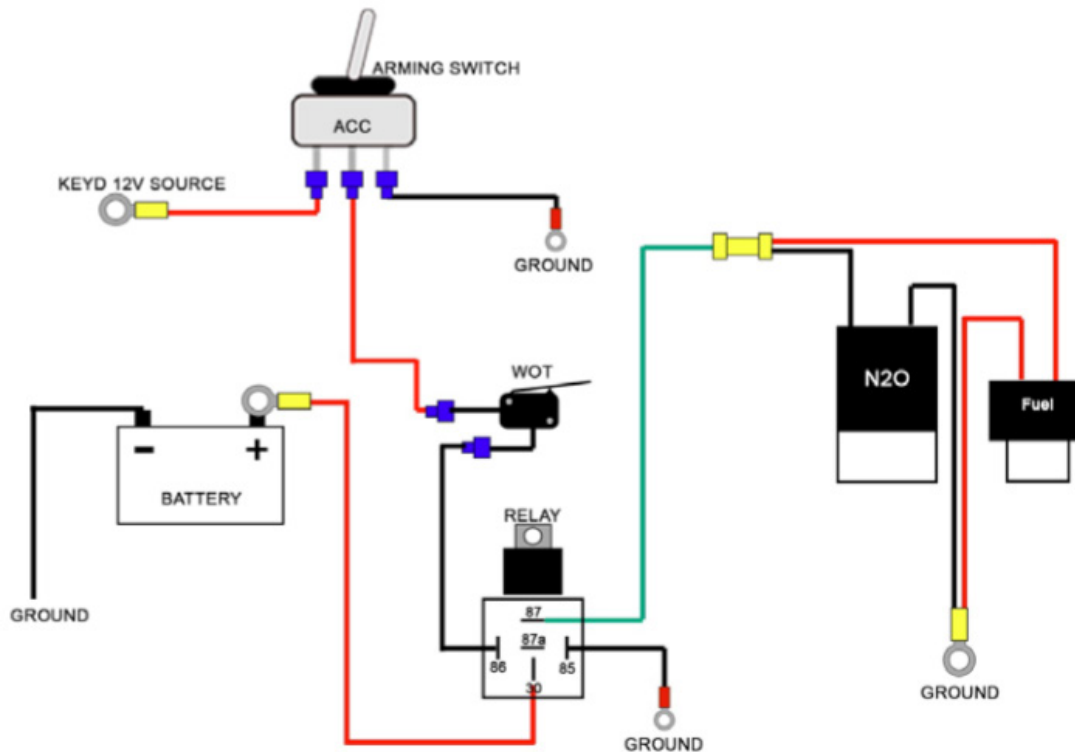 ARMING SWITCH
ACC
KEYD 12V SOURCE
GROUND
WOT
N2O
Fuel
- +
BATTERY
RELAY
GROUND
87
87a
86
85
30
GROUND
GROUND